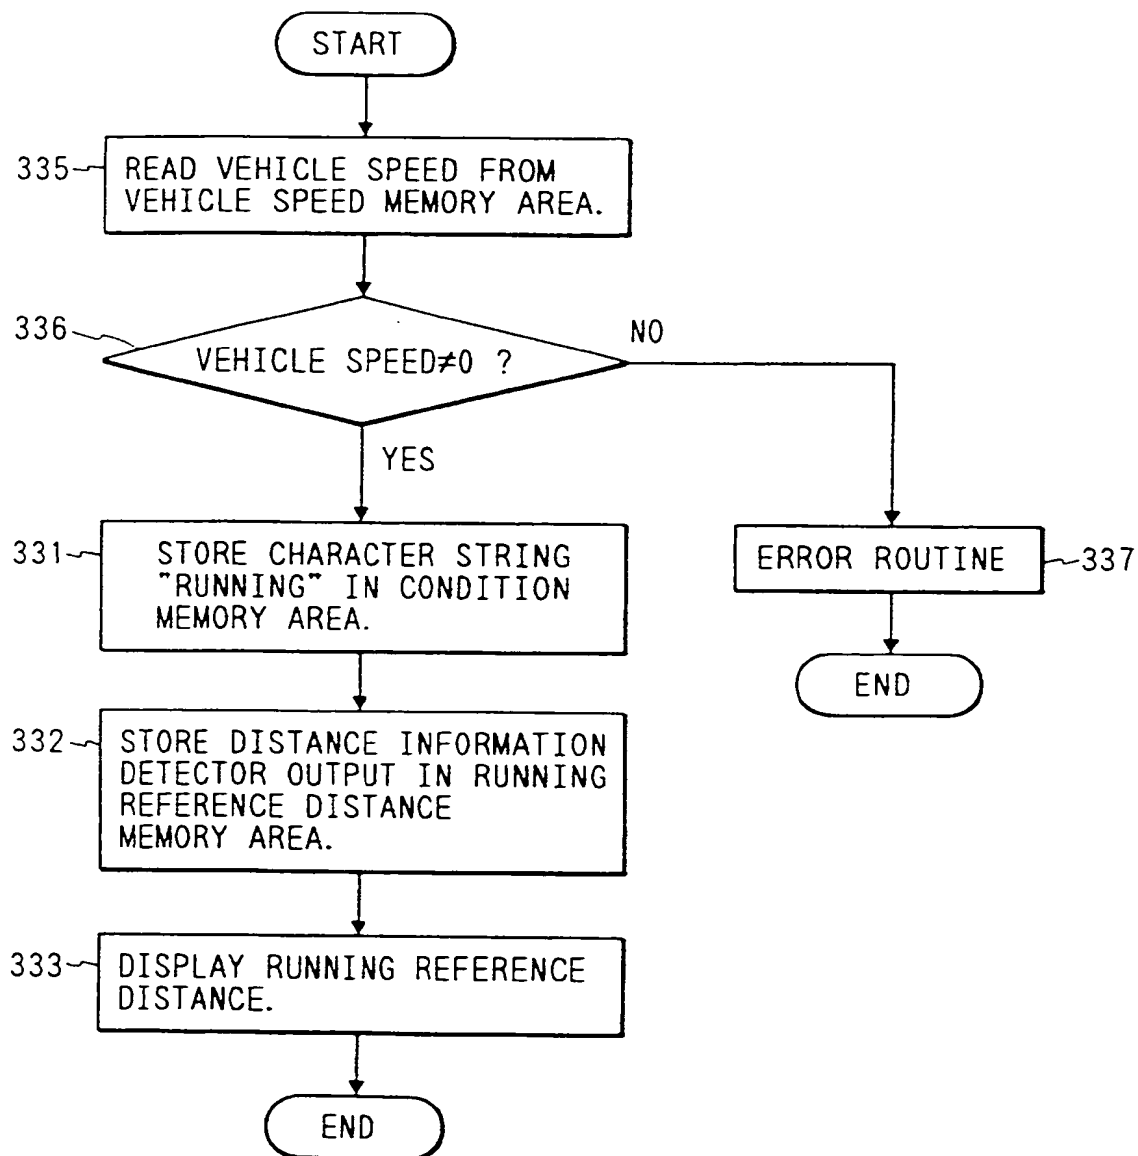 START
335
READ VEHICLE SPEED FROM
VEHICLE SPEED MEMORY AREA.
336
VEHICLE SPEED≠0 ?
NO
YES
331
STORE CHARACTER STRING
"RUNNING" IN CONDITION
MEMORY AREA.
ERROR ROUTINE
337
END
332
STORE DISTANCE INFORMATION
DETECTOR OUTPUT IN RUNNING
REFERENCE DISTANCE
MEMORY AREA.
333
DISPLAY RUNNING REFERENCE
DISTANCE.
END